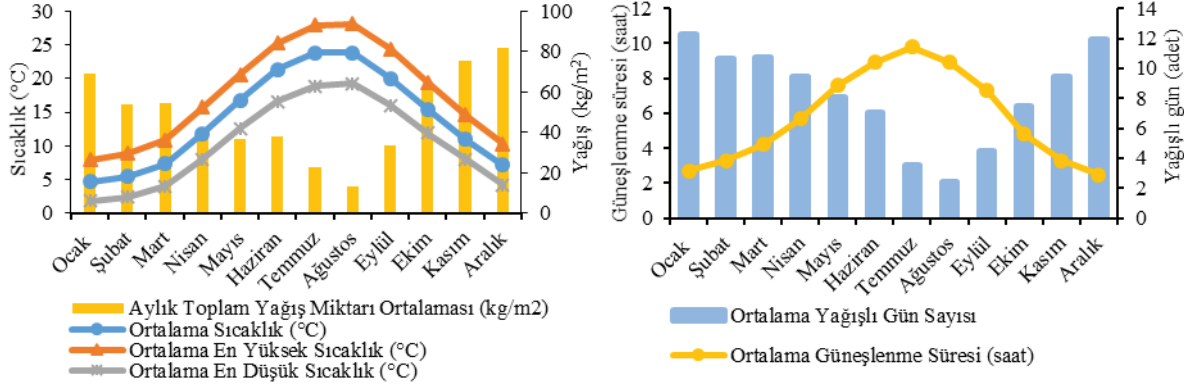 Sıcaklık (°C)
30
25
20
15
10
5
0
100
80
60
40
20
0
Yağış (kg/m²)
Ocak
Şubat
Mart
Nisan
Mayıs
Haziran
Temmuz
Ağustos
Eylül
Ekim
Kasım
Aralık
Aylık Toplam Yağış Miktarı Ortalaması (kg/m2)
Ortalama Sıcaklık (°C)
Ortalama En Yüksek Sıcaklık (°C)
Ortalama En Düşük Sıcaklık (°C)
Güneşlenme süresi (saat)
12
10
8
6
4
2
0
14
12
10
8
6
4
2
0
Yağışlı gün (adet)
Ocak
Şubat
Mart
Nisan
Mayıs
Haziran
Temmuz
Ağustos
Eylül
Ekim
Kasım
Aralık
Ortalama Yağışlı Gün Sayısı
Ortalama Güneşlenme Süresi (saat)